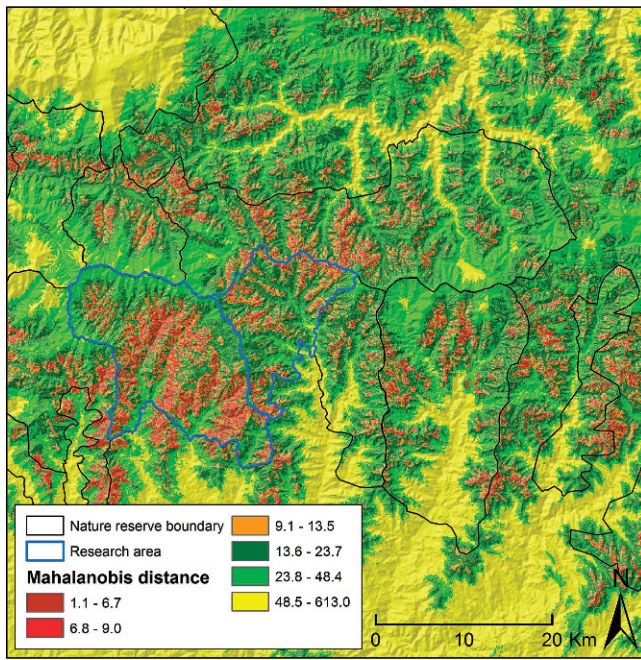 Nature reserve boundary
Research area
Mahalanobis distance
1.1 - 6.7
6.8 - 9.0
9.1 - 13.5
13.6 - 23.7
23.8 - 48.4
48.5 - 613.0
N
0 10 20 Km